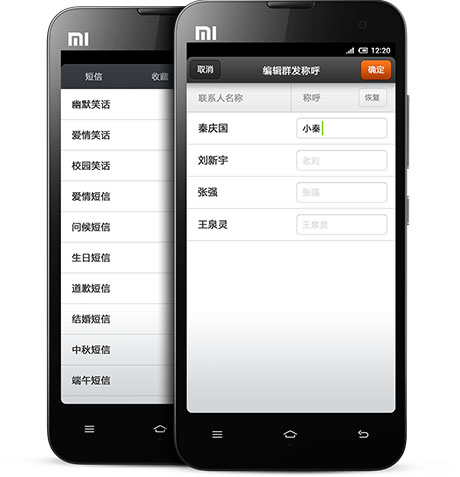 MI
短信 收藏
幽默笑话
爱情笑话
校园笑话
爱情短信
问候短信
生日短信
道歉短信
结婚短信
中秋短信
端午短信
MI
12:20
取消 编辑群发称呼 确定
联系人名称 称呼 恢复
秦庆国 小秦
刘新宇 老刘
张强 张强
王泉灵 王泉灵